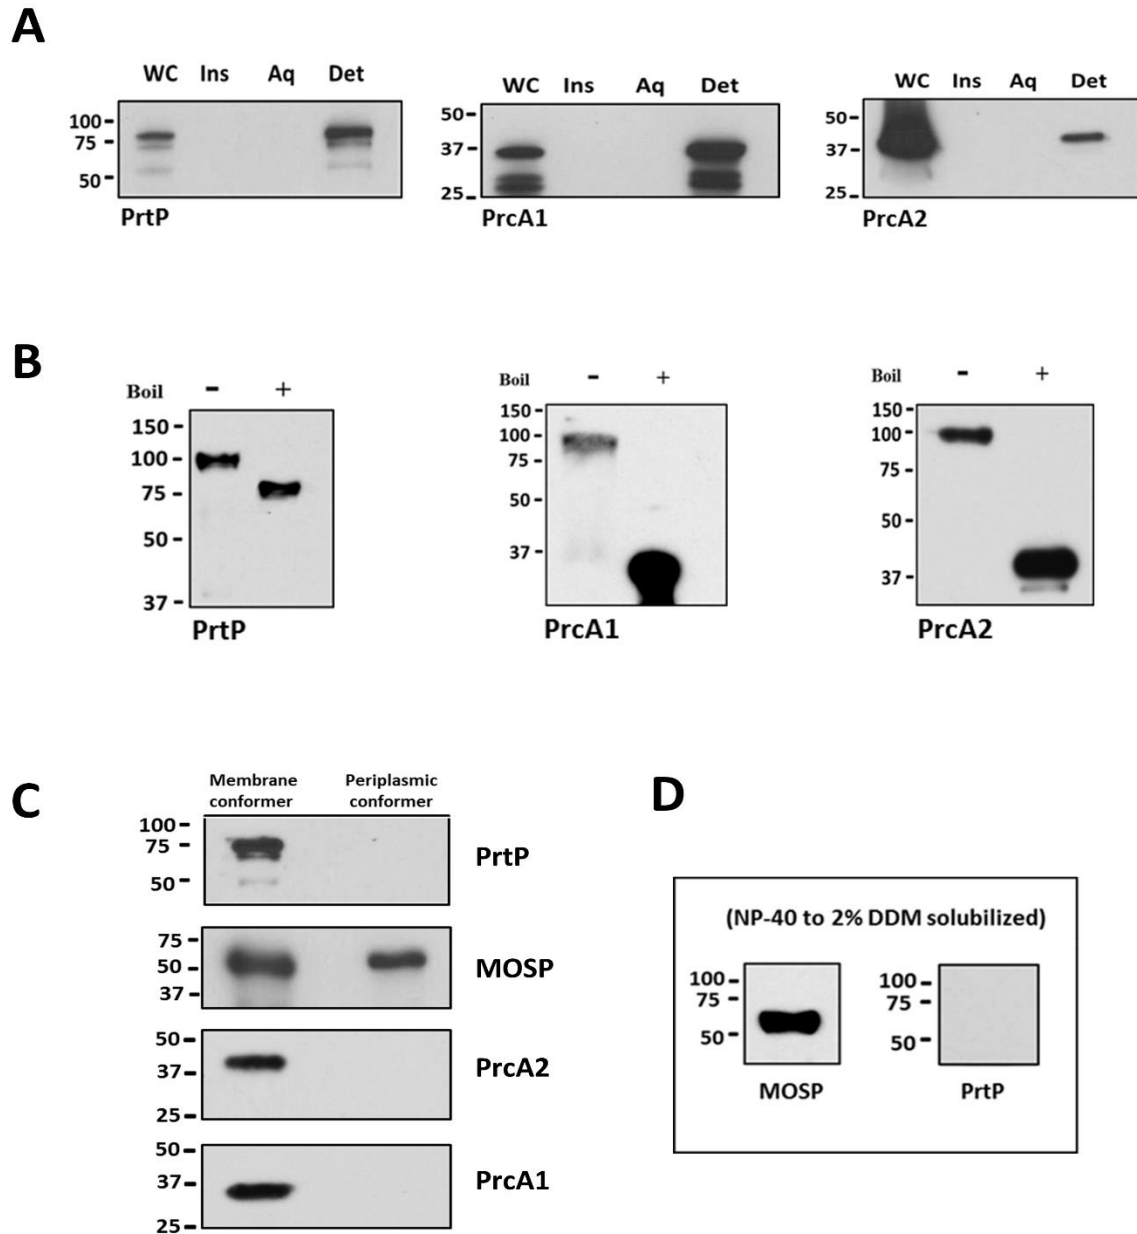 A
WC Ins Aq Det
100
75
50
PrtP
WC Ins Aq Det
50
37
25
PrcA1
WC Ins Aq Det
50
37
25
PrcA2
B
Boil - +
150
100
75
50
37
PrtP
Boil - +
150
100
75
50
37
PrcA1
Boil - +
150
100
75
50
37
PrcA2
C
Membrane conformer
Periplasmic conformer
100
75
50
PrtP
75
50
37
MOSP
50
37
25
PrcA2
50
37
25
PrcA1
D
(NP-40 to 2% DDM solubilized)
100
75
50
MOSP
100
75
50
PrtP